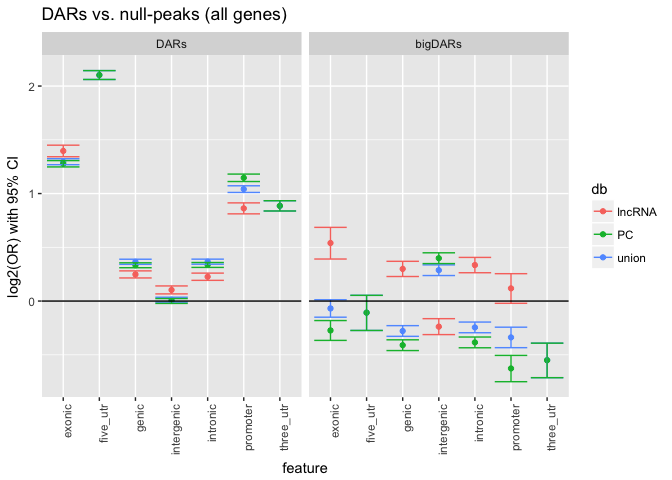 DARs vs. null-peaks (all genes)
DARs
bigDARs
log2(OR) with 95% CI
2
1
0
exonic
five_utr
genic
intergenic
intronic
promoter
three_utr
exonic
five_utr
genic
intergenic
intronic
promoter
three_utr
feature
db
lncRNA
PC
union